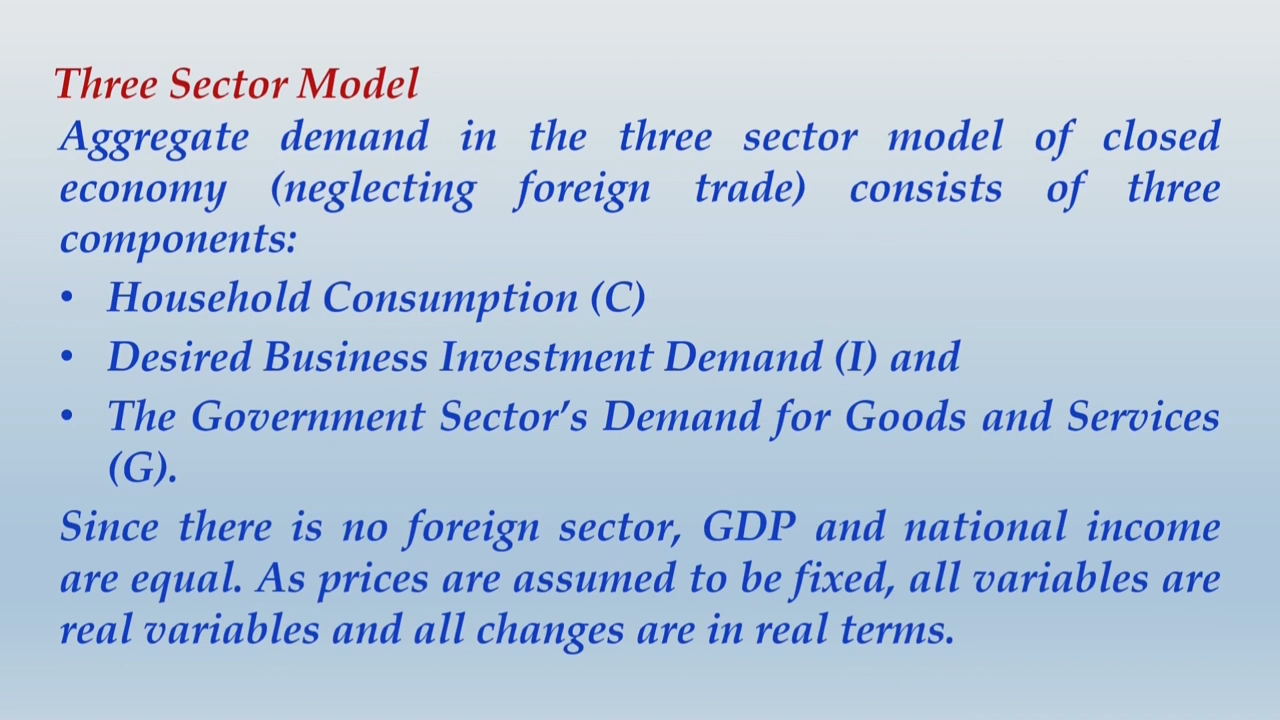 Three Sector Model
Aggregate demand in the three sector model of closed
economy (neglecting foreign trade) consists of three
components:
• Household Consumption (C)
• Desired Business Investment Demand (I) and
• The Government Sector’s Demand for Goods and Services
(G).
Since there is no foreign sector, GDP and national income
are equal. As prices are assumed to be fixed, all variables are
real variables and all changes are in real terms.